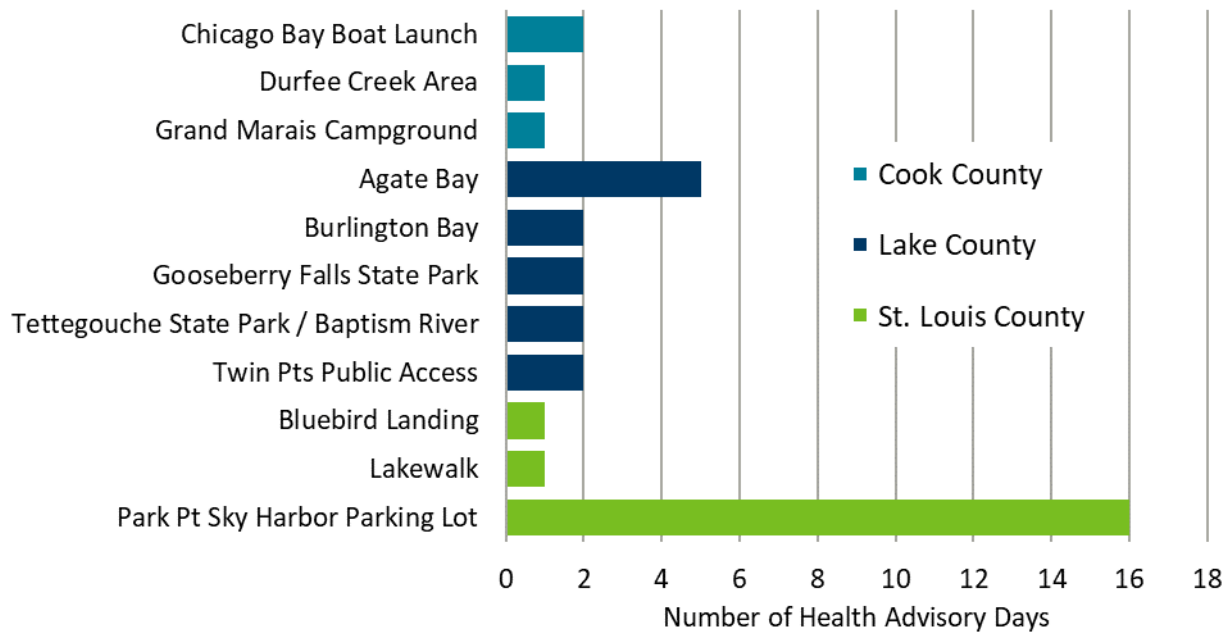 Chicago Bay Boat Launch
Durfee Creek Area
Grand Marais Campground
Agate Bay
Burlington Bay
Gooseberry Falls State Park
Tettegouche State Park / Baptism River
Twin Pts Public Access
Bluebird Landing
Lakewalk
Park Pt Sky Harbor Parking Lot
Cook County
Lake County
St. Louis County
0 2 4 6 8 10 12 14 16 18
Number of Health Advisory Days